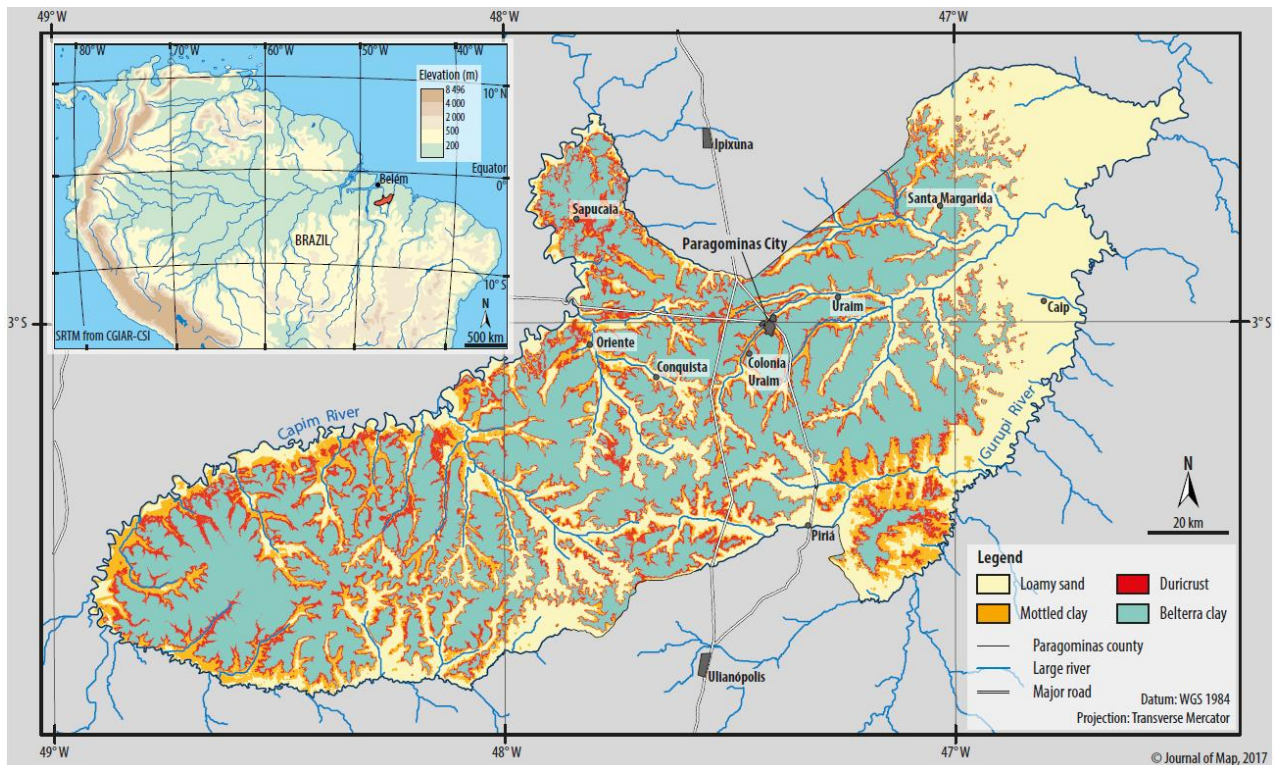 49°W
48°W
47°W
80°W
70°W
60°W
50°W
40°W
Elevation (m)
8 496
4 000
2 000
500
200
10°N
Equator
0°
Belém
BRAZIL
10°S
N
500 km
SRTM from CGIAR-CSI
Ipixuna
Sapucaia
Santa Margarida
Paragominas City
Uraim
Caip
3°S
3°S
Oriente
Conquista
Colonia
Uraim
Capim River
Gurupi River
N
20 km
Piriá
Ulianópolis
Legend
Loamy sand
Duricrust
Mottled clay
Belterra clay
Paragominas county
Large river
Major road
Datum: WGS 1984
Projection: Transverse Mercator
49°W
48°W
47°W
© Journal of Map, 2017